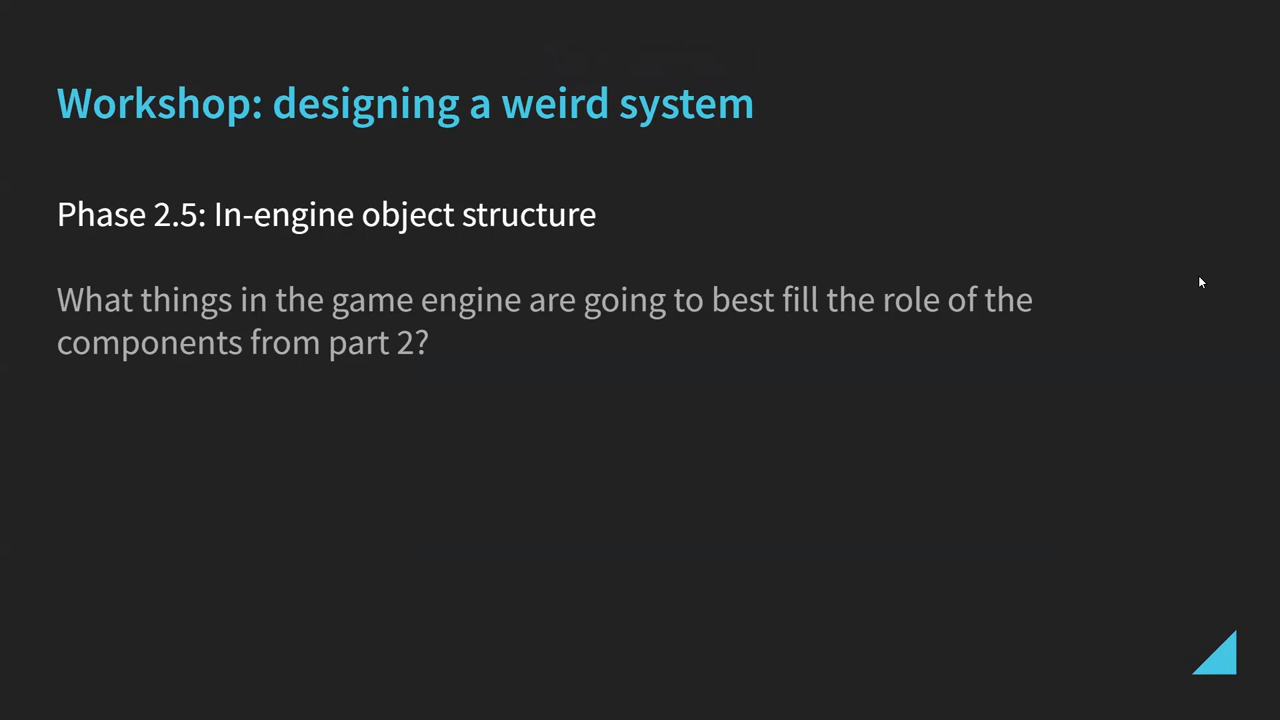 Workshop: designing a weird system
Phase 2.5: In-engine object structure
What things in the game engine are going to best fill the role of the
components from part 2?